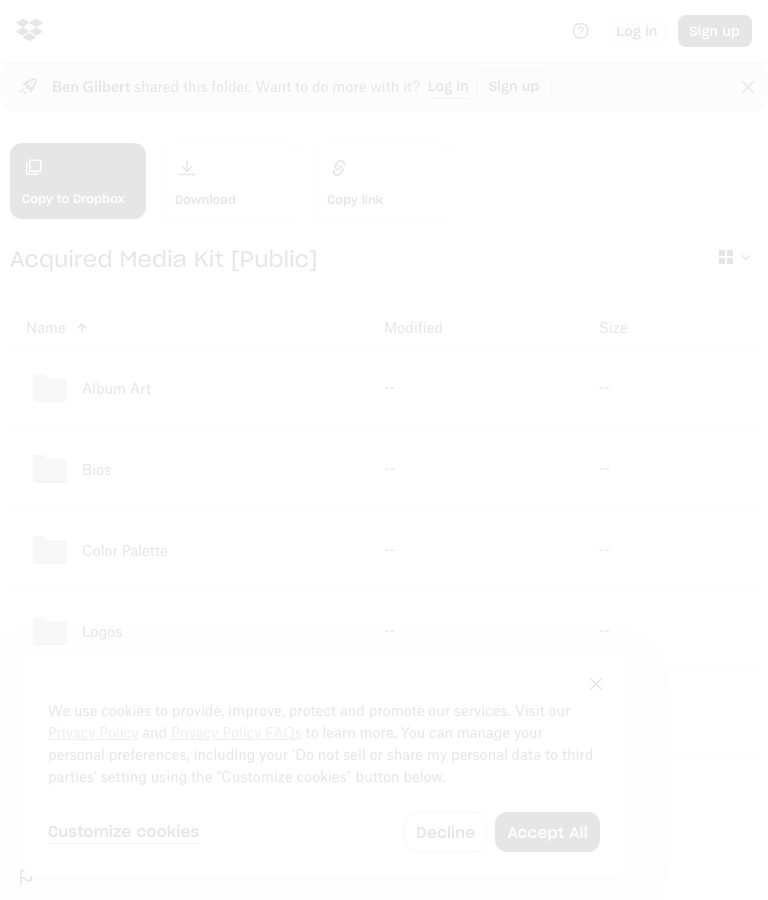 Log in
Sign up
Ben Gilbert shared this folder. Want to do more with it? Log in Sign up
Copy to Dropbox
Download
Copy link
Acquired Media Kit [Public]
Name Modified Size
Album Art -- --
Bios -- --
Color Palette -- --
Logos -- --
We use cookies to provide, improve, protect and promote our services. Visit our
Privacy Policy and Privacy Policy FAQs to learn more. You can manage your
personal preferences, including your ‘Do not sell or share my personal data to third
parties’ setting using the “Customize cookies” button below.
Customize cookies
Decline
Accept All